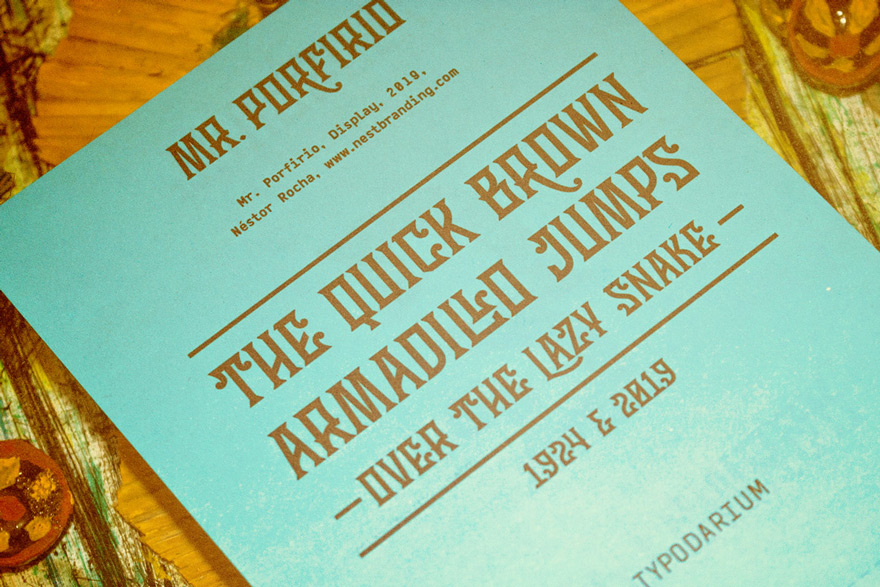 MR. PORFIRIO
Mr. Porfirio, Display, 2019,
Néstor Rocha, www.nestbranding.com
THE QUICK BROWN
ARMADILLO JUMPS
—OVER THE LAZY SNAKE—
1924 & 2019
TYPODARIUM